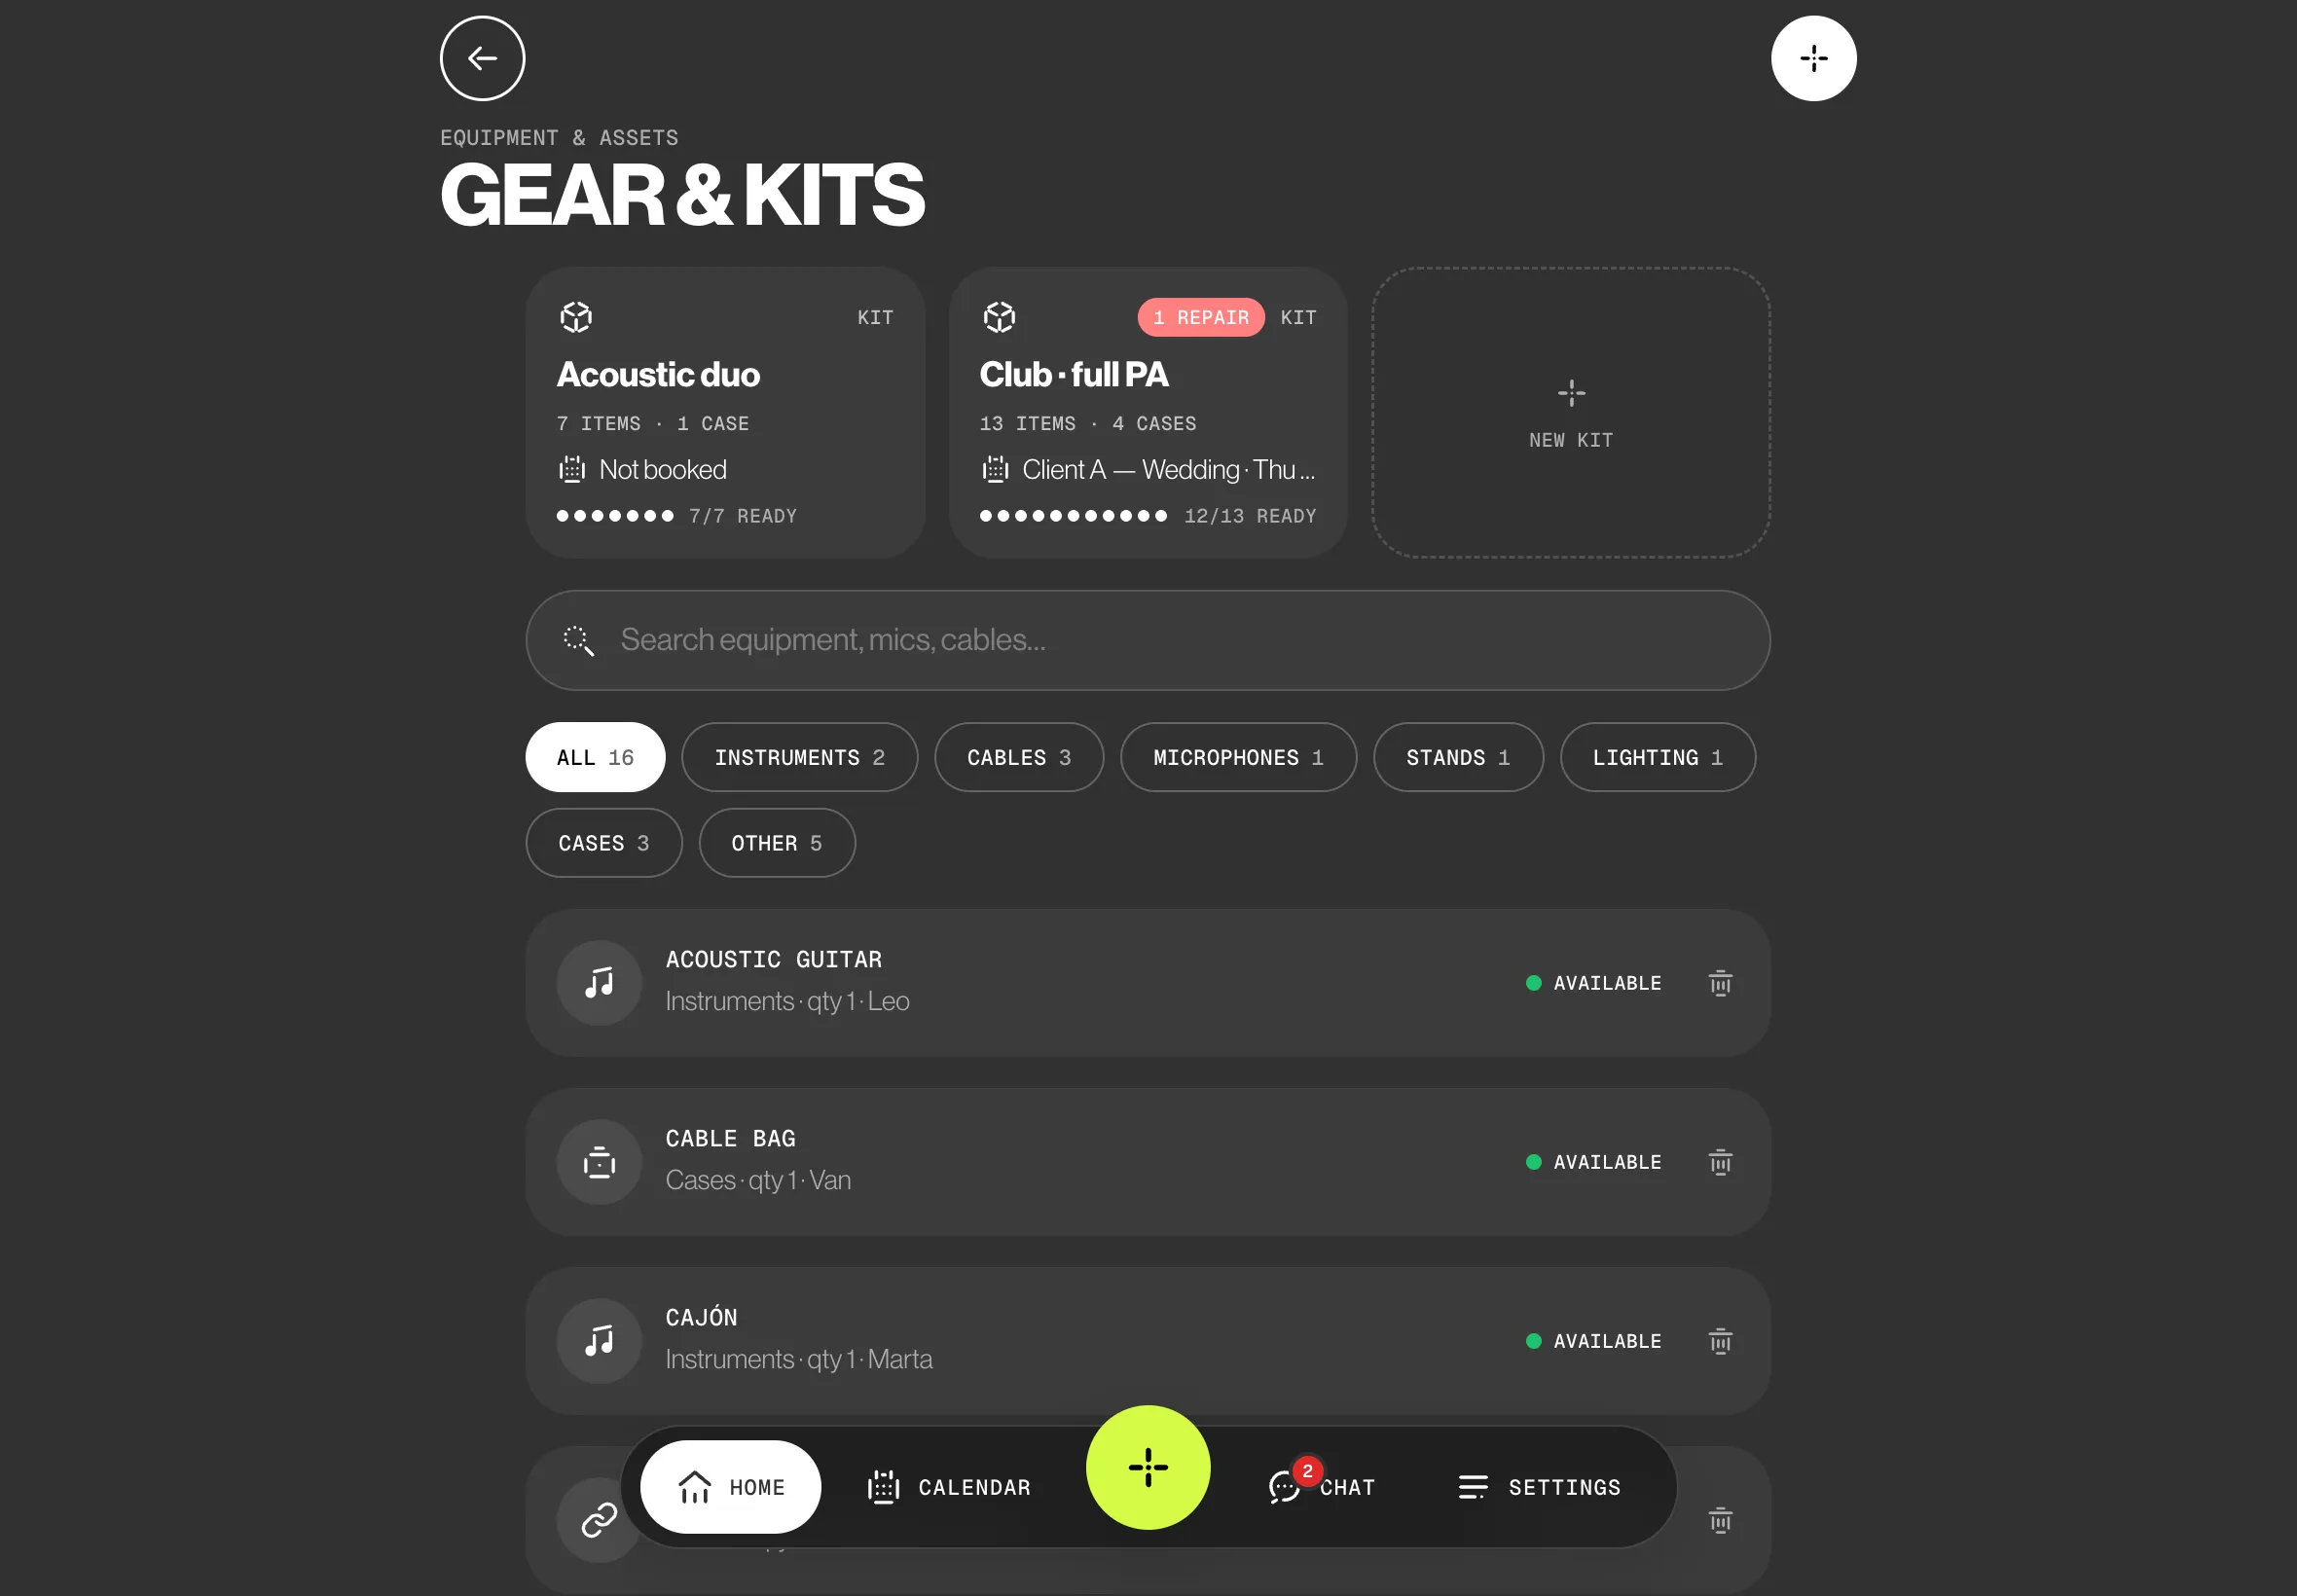 EQUIPMENT & ASSETS
GEAR & KITS
KIT
Acoustic duo
7 ITEMS · 1 CASE
Not booked
7/7 READY
1 REPAIR KIT
Club · full PA
13 ITEMS · 4 CASES
Client A — Wedding · Thu ...
12/13 READY
NEW KIT
Search equipment, mics, cables...
ALL 16
INSTRUMENTS 2
CABLES 3
MICROPHONES 1
STANDS 1
LIGHTING 1
CASES 3
OTHER 5
ACOUSTIC GUITAR
Instruments · qty 1 · Leo
AVAILABLE
CABLE BAG
Cases · qty 1 · Van
AVAILABLE
CAJÓN
Instruments · qty 1 · Marta
AVAILABLE
HOME
CALENDAR
2
CHAT
SETTINGS